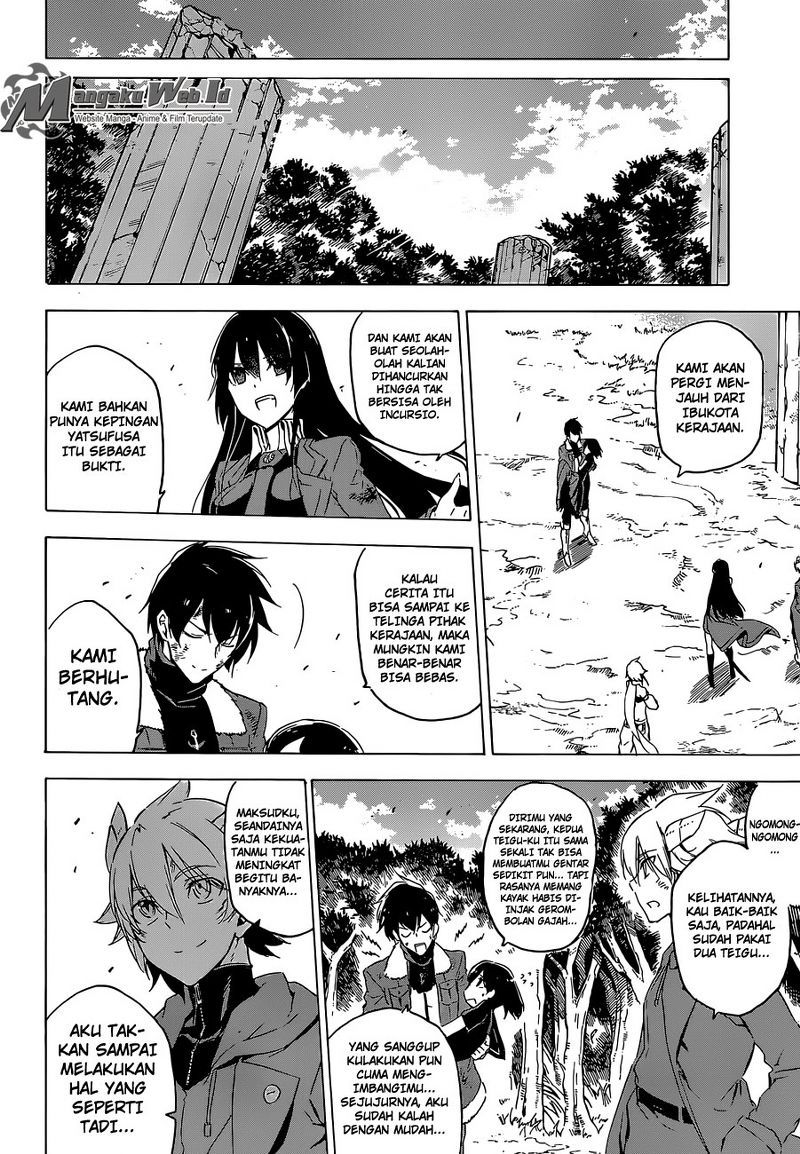 Mangaku Web.Id
Website Manga - Anime & Film Terupdate
KAMI AKAN
PERGI MEN-
JAUH DARI
IBUKOTA
KERAJAAN.
DAN KAMI AKAN
BUAT SEOLAH-
OLAH KALIAN
DIHANCURKAN
HINGGA TAK
BERSISA OLEH
INCURSIO.
KAMI BAHKAN
PUNYA KEPINGAN
YATSUFUSA
ITU SEBAGAI
BUKTI.
KALAU
CERITA ITU
BISA SAMPAI KE
TELINGA PIHAK
KERAJAAN, MAKA
MUNGKIN KAMI
BENAR-BENAR
BISA BEBAS.
KAMI
BERHU-
TANG.
NGOMONG-
NGOMONG
...
KELIHATANNYA,
KAU BAIK-BAIK
SAJA, PADAHAL
SUDAH PAKAI
DUA TEIGU...
DIRIMU YANG
SEKARANG, KEDUA
TEIGU-KU ITU SAMA
SEKALI TAK BISA
MEMBUATMU GENTAR
SEDIKIT PUN... TAPI
RASANYA MEMANG
KAYAK HABIS DI-
INJAK GEROM-
BOLAN GAJAH...
YANG SANGGUP
KULAKUKAN PUN
CUMA MENG-
IMBANGIMU...
SEJUJURNYA, AKU
SUDAH KALAH
DENGAN MUDAH...
MAKSUDKU,
SEANDAINYA
SAJA KEKUA-
TANMU TIDAK
MENINGKAT
BEGITU BA-
NYAKNYA...
AKU TAK-
KAN SAMPAI
MELAKUKAN
HAL YANG
SEPERTI
TADI...